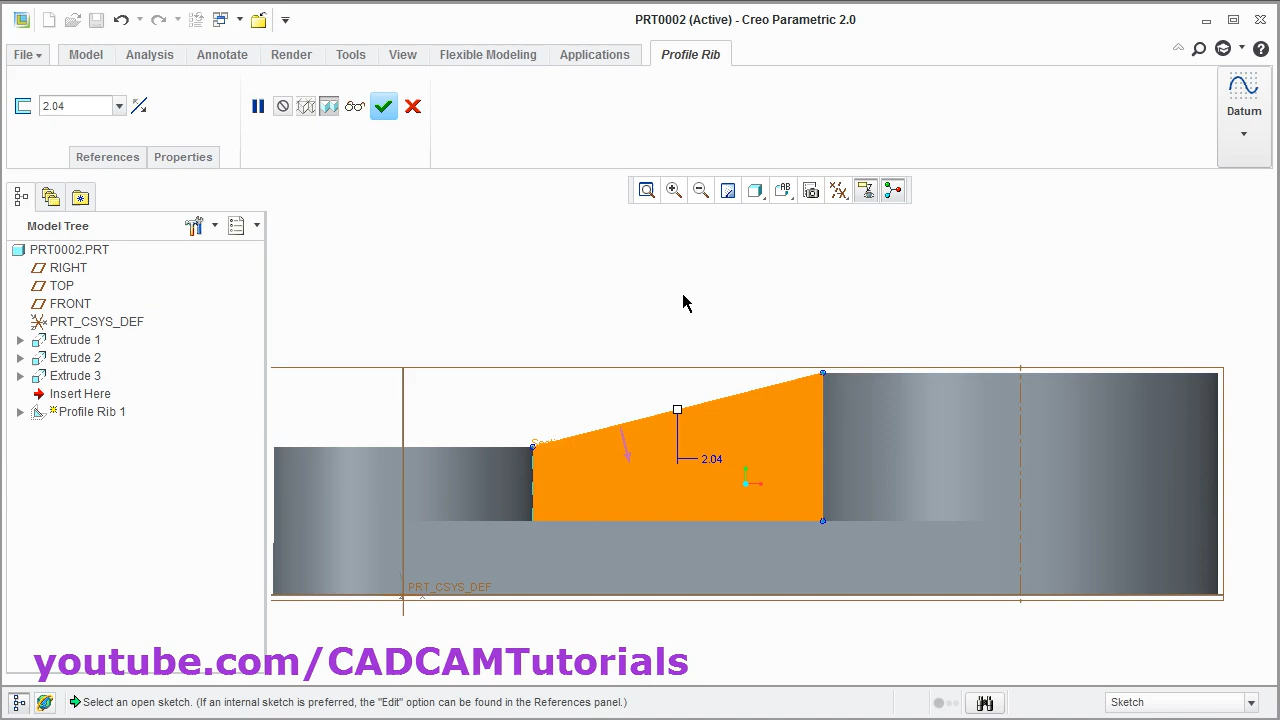 PRT0002 (Active) - Creo Parametric 2.0
File Model Analysis Annotate Render Tools View Flexible Modeling Applications Profile Rib
2.04
Datum
References Properties
Model Tree
PRT0002.PRT
RIGHT
TOP
FRONT
PRT_CSYS_DEF
Extrude 1
Extrude 2
Extrude 3
Insert Here
Profile Rib 1
2.04
PRT_CSYS_DEF
youtube.com/CADCAMTutorials
Select an open sketch. (If an internal sketch is preferred, the "Edit" option can be found in the References panel.)
Sketch